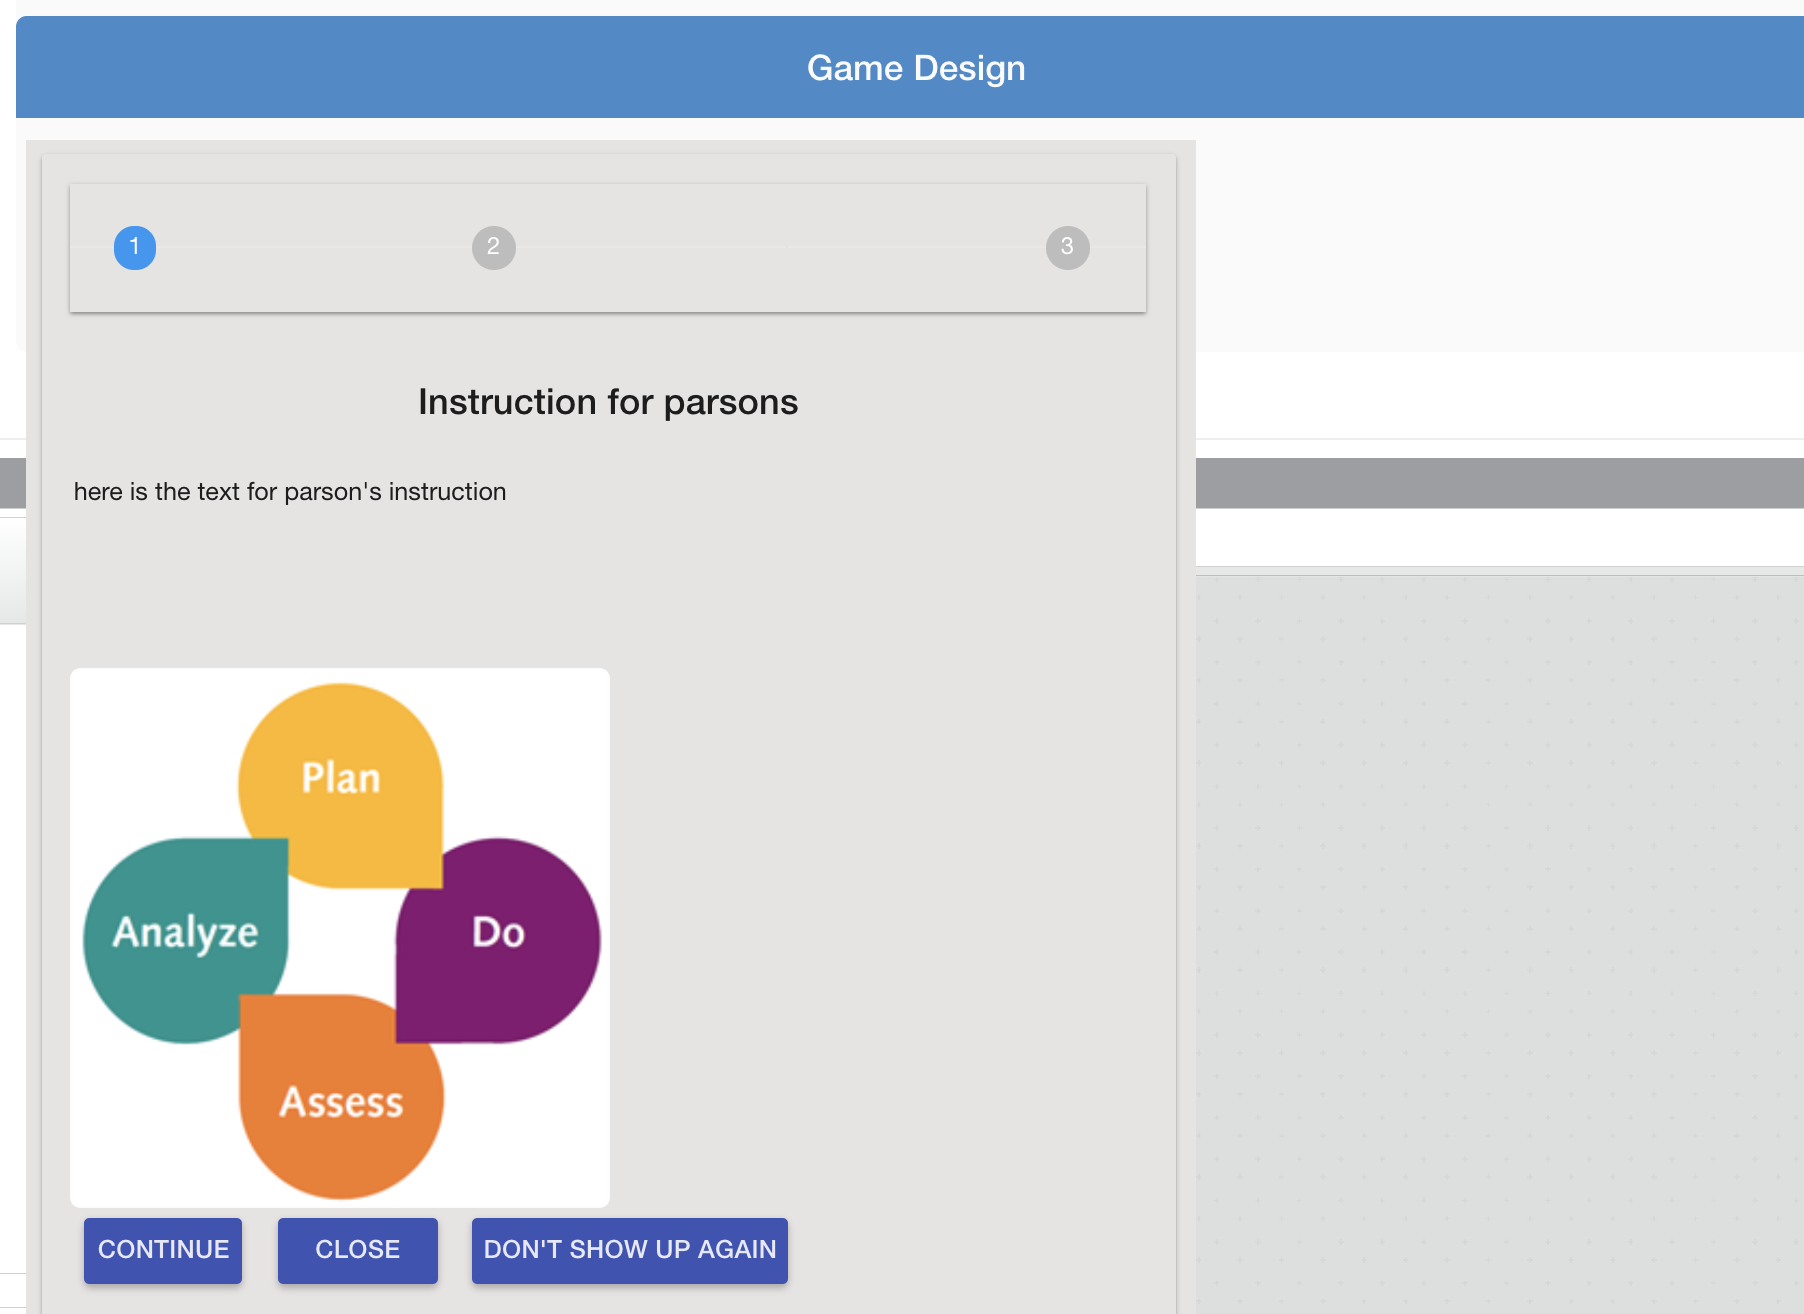 Game Design
1 2 3
Instruction for parsons
here is the text for parson's instruction
Plan
Analyze Do
Assess
CONTINUE CLOSE DON'T SHOW UP AGAIN